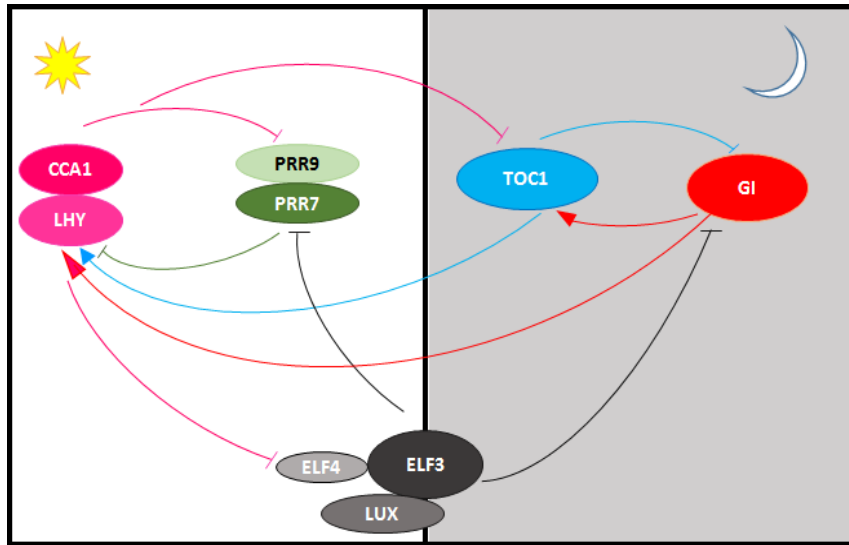 CCA1
LHY
PRR9
PRR7
TOC1
GI
ELF4
ELF3
LUX